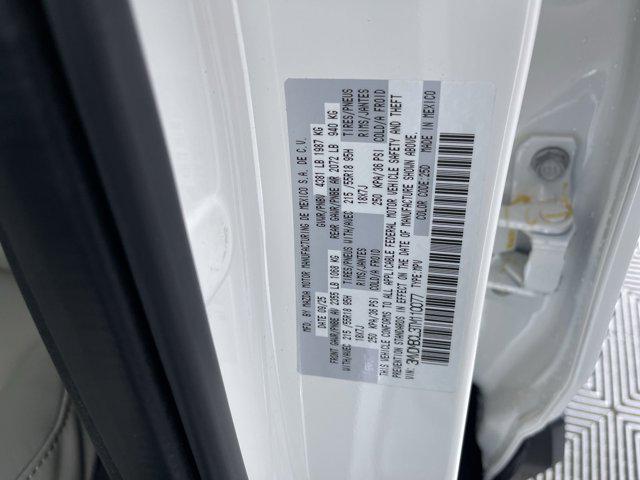 MFD. BY MAZDA MOTOR MANUFACTURING DE MEXICO S.A. DE C.V.
DATE 09/25 GVWR/PNBV 4381 LB 1987 KG
FRONT GAWR/PNBE AV 2355 LB 1068 KG REAR GAWR/PNBE AR 2072 LB 940 KG
WITH/AVEC 215 /55R18 95H TIRES/PNEUS WITH/AVEC 215 /55R18 95H TIRES/PNEUS
18X7J RIMS/JANTES 18X7J RIMS/JANTES
250 KPA/36 PSI COLD/A FROID 250 KPA/36 PSI COLD/A FROID
THIS VEHICLE CONFORMS TO ALL APPLICABLE FEDERAL MOTOR VEHICLE SAFETY AND THEFT
PREVENTION STANDARDS IN EFFECT ON THE DATE OF MANUFACTURE SHOWN ABOVE.
VIN: TYPE:MPV COLOR CODE:25D MADE IN MEXICO